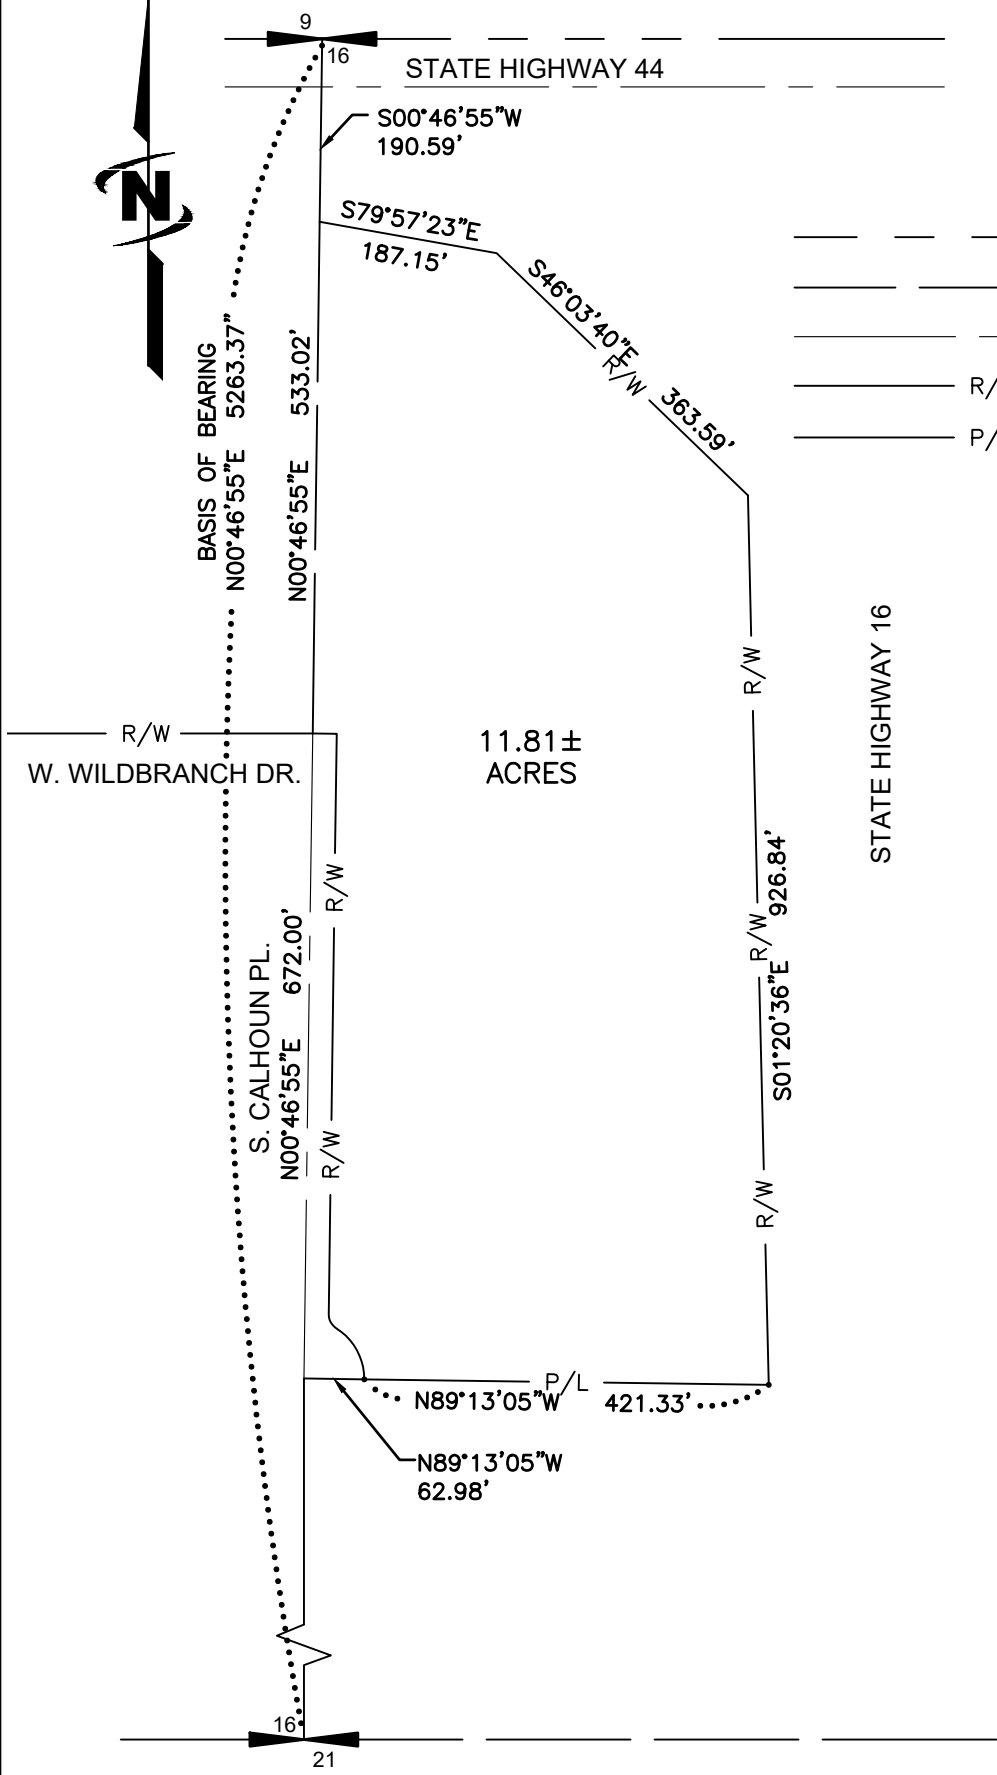 9
16
STATE HIGHWAY 44
S00°46'55"W
190.59'
N
S79°57'23"E
187.15'
S46°03'40"E
R/W
363.59'
BASIS OF BEARING
N00°46'55"E 5263.37"
N00°46'55"E 533.02'
R/
P/
STATE HIGHWAY 16
R/W
R/W
W. WILDBRANCH DR.
11.81±
ACRES
R/W
R/W
S01°20'36"E 926.84'
S. CALHOUN PL.
N00°46'55"E 672.00'
R/W
R/W
P/L
N89°13'05"W 421.33'
N89°13'05"W
62.98'
16
21